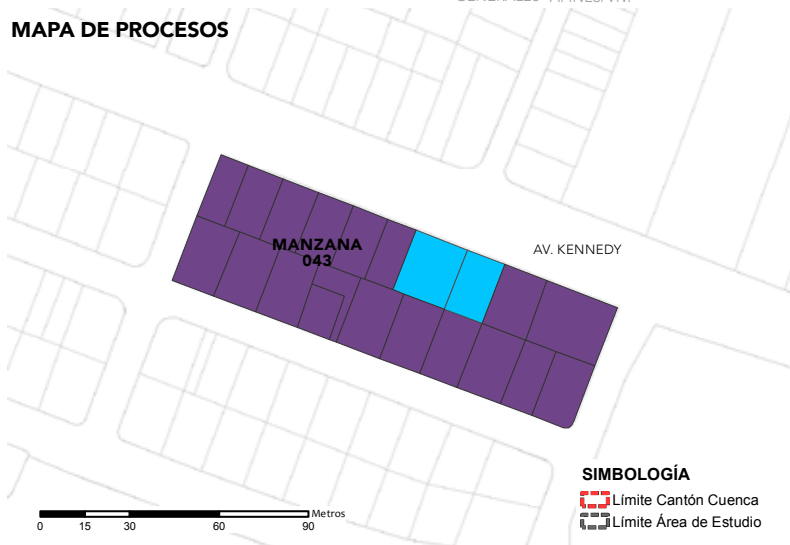 MAPA DE PROCESOS
MANZANA
043
AV. KENNEDY
SIMBOLOGÍA
Límite Cantón Cuenca
Límite Área de Estudio
Metros
0 15 30 60 90